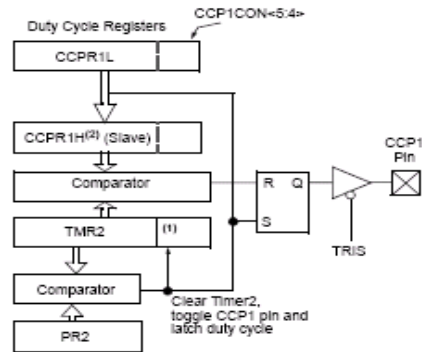 CCP1CON<5:4>
Duty Cycle Registers
CCPR1L
CCPR1H(2) (Slave)
Comparator
R Q
S
CCP1
Pin
TRIS
TMR2
(1)
Comparator
Clear Timer2,
toggle CCP1 pin and
latch duty cycle
PR2